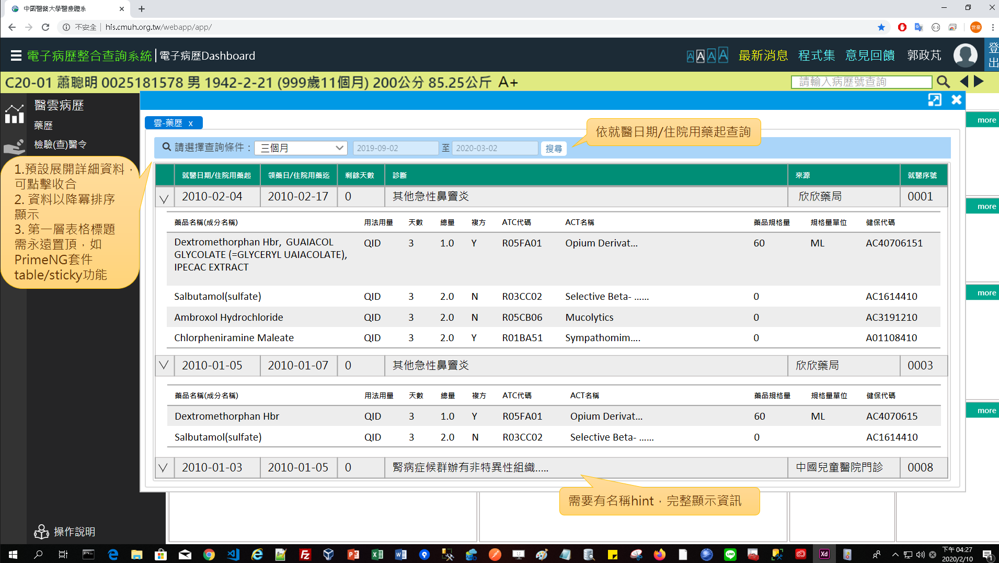 中國醫藥大學醫療體系
不安全 his.cmuh.org.tw/webapp/app/
世豪
電子病歷整合查詢系統 | 電子病歷Dashboard
A A A A 最新消息 程式集 意見回饋 郭政芃 登出
C20-01 蕭聰明 0025181578 男 1942-2-21 (999歲11個月) 200公分 85.25公斤 A+
請輸入病歷號查詢
醫雲病歷
藥歷
檢驗(查)醫令
more
more
more
more
雲-藥歷 x
依就醫日期/住院用藥起查詢
請選擇查詢條件： 三個月 2019-09-02 至 2020-03-02 搜尋
1.預設展開詳細資料，
可點擊收合
2. 資料以降冪排序
顯示
3. 第一層表格標題
需永遠置頂，如
PrimeNG套件
table/sticky功能
就醫日期/住院用藥起 領藥日/住院用藥迄 剩餘天數 診斷 來源 就醫序號
2010-02-04 2010-02-17 0 其他急性鼻竇炎 欣欣藥局 0001
藥品名稱(成分名稱) 用法用量 天數 總量 複方 ATC代碼 ACT名稱 藥品規格量 規格量單位 健保代碼
Dextromethorphan Hbr, GUAIACOL QID 3 1.0 Y R05FA01 Opium Derivat... 60 ML AC40706151
GLYCOLATE (=GLYCERYL UAIACOLATE),
IPECAC EXTRACT
Salbutamol(sulfate) QID 3 2.0 N R03CC02 Selective Beta- ...... 0 AC1614410
Ambroxol Hydrochloride QID 3 2.0 N R05CB06 Mucolytics 0 AC3191210
Chlorpheniramine Maleate QID 3 2.0 Y R01BA51 Sympathomim.... 0 A01108410
2010-01-05 2010-01-07 0 其他急性鼻竇炎 欣欣藥局 0003
藥品名稱(成分名稱) 用法用量 天數 總量 複方 ATC代碼 ACT名稱 藥品規格量 規格量單位 健保代碼
Dextromethorphan Hbr QID 3 1.0 Y R05FA01 Opium Derivat... 60 ML AC4070615
Salbutamol(sulfate) QID 3 2.0 N R03CC02 Selective Beta- ...... 0 AC1614410
2010-01-03 2010-01-05 0 腎病症候群辦有非特異性組織..... 中國兒童醫院門診 0008
需要有名稱hint，完整顯示資訊
操作說明
下午 04:27
2020/2/10